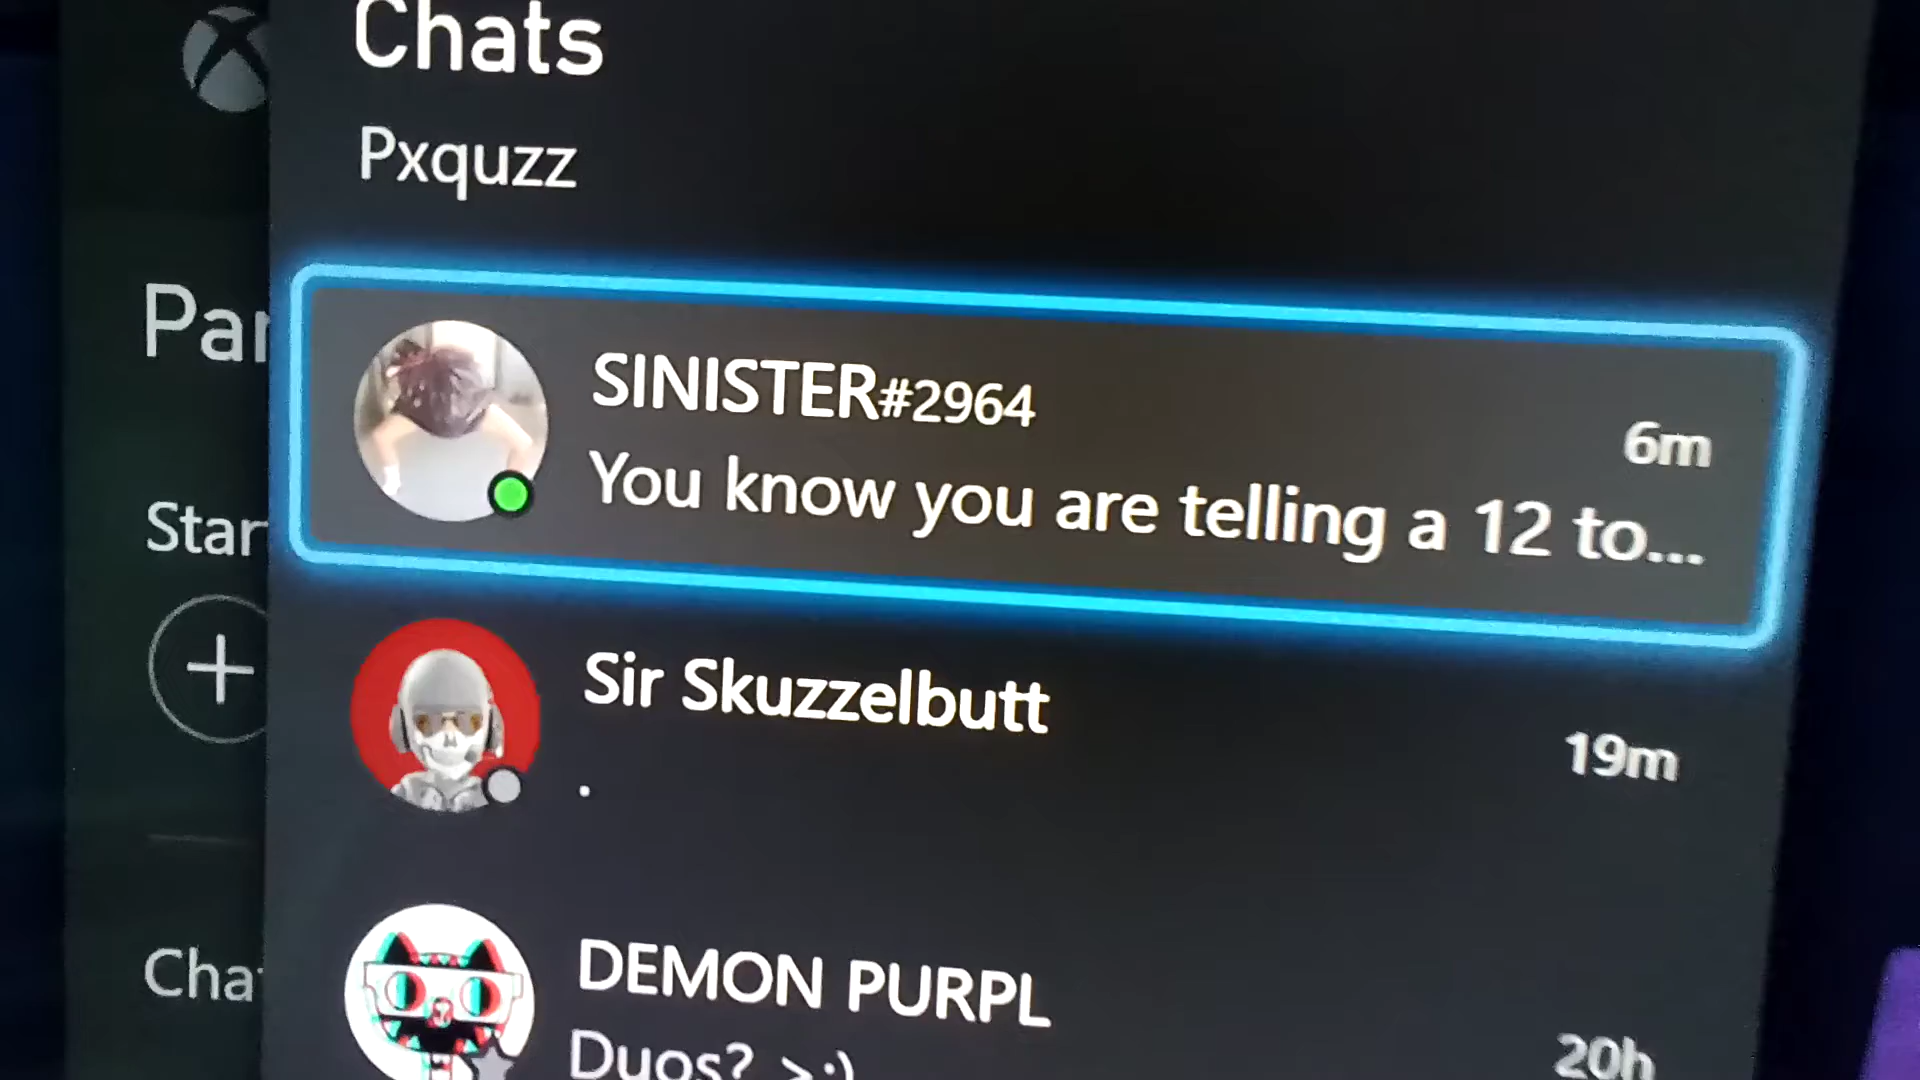 Chats
Pxquzz
SINISTER#2964
6m
You know you are telling a 12 to...
Sir Skuzzelbutt
19m
.
DEMON PURPL
Duos? >:)
20h
Par
Star
Cha